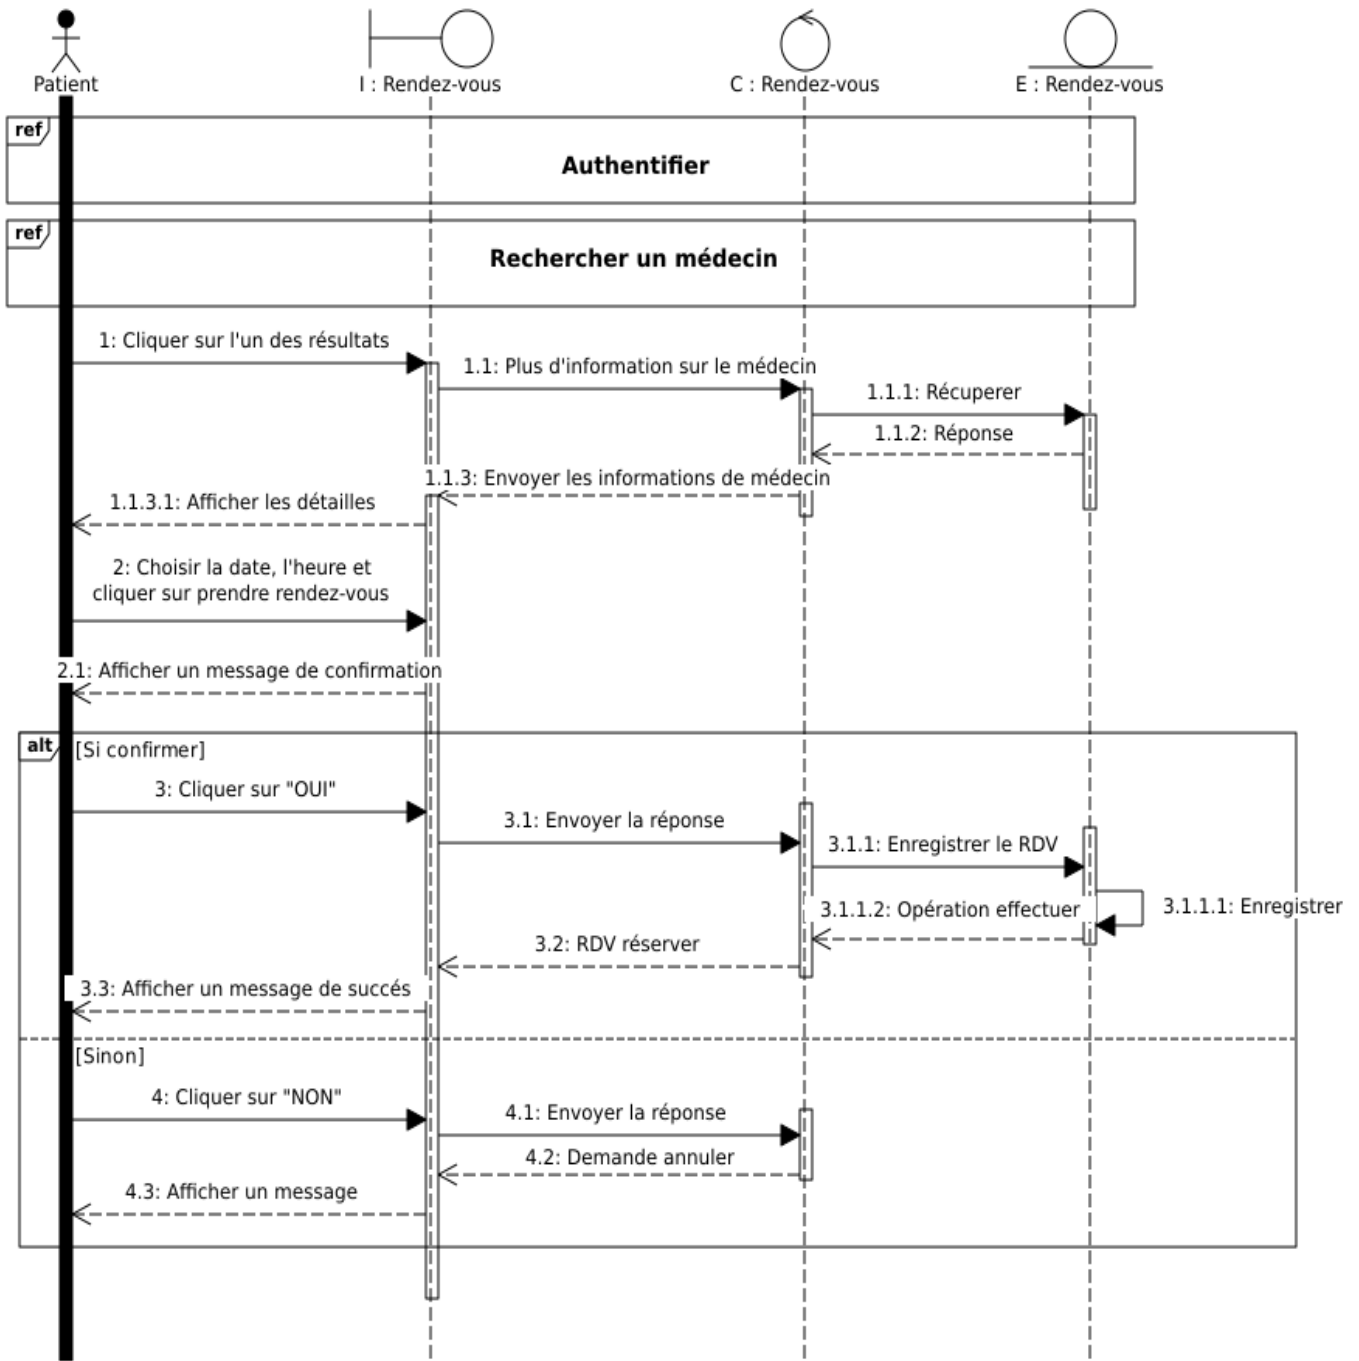 Patient
I : Rendez-vous
C : Rendez-vous
E : Rendez-vous
ref
Authentifier
ref
Rechercher un médecin
1: Cliquer sur l'un des résultats
1.1: Plus d'information sur le médecin
1.1.1: Récuperer
1.1.2: Réponse
1.1.3: Envoyer les informations de médecin
1.1.3.1: Afficher les détailles
2: Choisir la date, l'heure et
cliquer sur prendre rendez-vous
2.1: Afficher un message de confirmation
alt
[Si confirmer]
3: Cliquer sur "OUI"
3.1: Envoyer la réponse
3.1.1: Enregistrer le RDV
3.1.1.1: Enregistrer
3.1.1.2: Opération effectuer
3.2: RDV réserver
3.3: Afficher un message de succés
[Sinon]
4: Cliquer sur "NON"
4.1: Envoyer la réponse
4.2: Demande annuler
4.3: Afficher un message